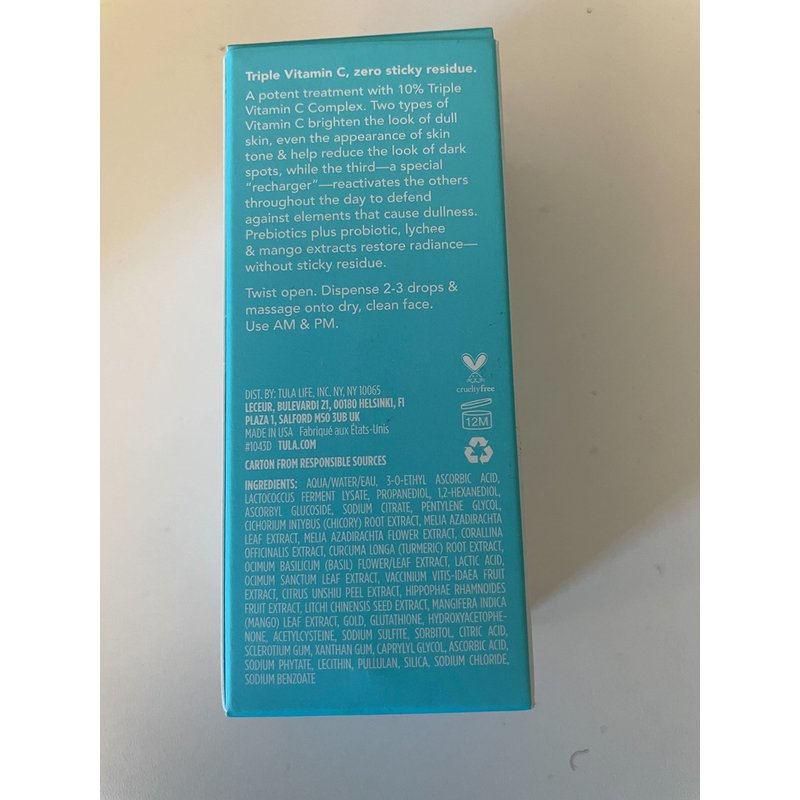 Triple Vitamin C, zero sticky residue.
A potent treatment with 10% Triple
Vitamin C Complex. Two types of
Vitamin C brighten the look of dull
skin, even the appearance of skin
tone & help reduce the look of dark
spots, while the third—a special
“recharger”—reactivates the others
throughout the day to defend
against elements that cause dullness.
Prebiotics plus probiotic, lychee
& mango extracts restore radiance—
without sticky residue.
Twist open. Dispense 2-3 drops &
massage onto dry, clean face.
Use AM & PM.
crueltyfree
12M
DIST. BY: TULA LIFE, INC. NY, NY 10065
LECEUR, BULEVARDI 21, 00180 HELSINKI, FI
PLAZA 1, SALFORD M50 3UB UK
MADE IN USA Fabriqué aux États-Unis
#1043D TULA.COM
CARTON FROM RESPONSIBLE SOURCES
INGREDIENTS: AQUA/WATER/EAU, 3-O-ETHYL ASCORBIC ACID,
LACTOCOCCUS FERMENT LYSATE, PROPANEDIOL, 1,2-HEXANEDIOL,
ASCORBYL GLUCOSIDE, SODIUM CITRATE, PENTYLENE GLYCOL,
CICHORIUM INTYBUS (CHICORY) ROOT EXTRACT, MELIA AZADIRACHTA
LEAF EXTRACT, MELIA AZADIRACHTA FLOWER EXTRACT, CORALLINA
OFFICINALIS EXTRACT, CURCUMA LONGA (TURMERIC) ROOT EXTRACT,
OCIMUM BASILICUM (BASIL) FLOWER/LEAF EXTRACT, LACTIC ACID,
OCIMUM SANCTUM LEAF EXTRACT, VACCINIUM VITIS-IDAEA FRUIT
EXTRACT, CITRUS UNSHIU PEEL EXTRACT, HIPPOPHAE RHAMNOIDES
FRUIT EXTRACT, LITCHI CHINENSIS SEED EXTRACT, MANGIFERA INDICA
(MANGO) LEAF EXTRACT, GOLD, GLUTATHIONE, HYDROXYACETOPHE-
NONE, ACETYLCYSTEINE, SODIUM SULFITE, SORBITOL, CITRIC ACID,
SCLEROTIUM GUM, XANTHAN GUM, CAPRYLYL GLYCOL, ASCORBIC ACID,
SODIUM PHYTATE, LECITHIN, PULLULAN, SILICA, SODIUM CHLORIDE,
SODIUM BENZOATE